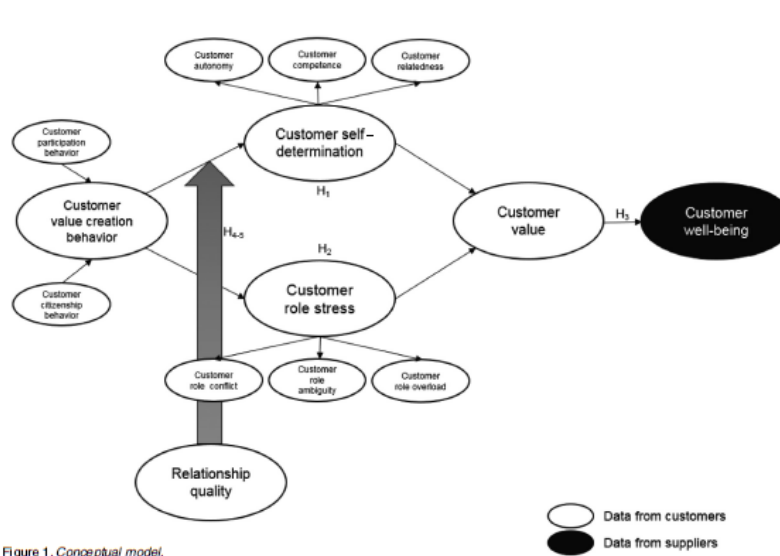 Customer
autonomy
Customer
competence
Customer
relatedness
Customer self–
determination
H1
Customer
participation
behavior
Customer
value creation
behavior
Customer
citizenship
behavior
H4-5
Customer
value
H3
Customer
well-being
H2
Customer
role stress
Customer
role conflict
Customer
role
ambiguity
Customer
role overload
Relationship
quality
Data from customers
Data from suppliers
Figure 1. Conceptual model.